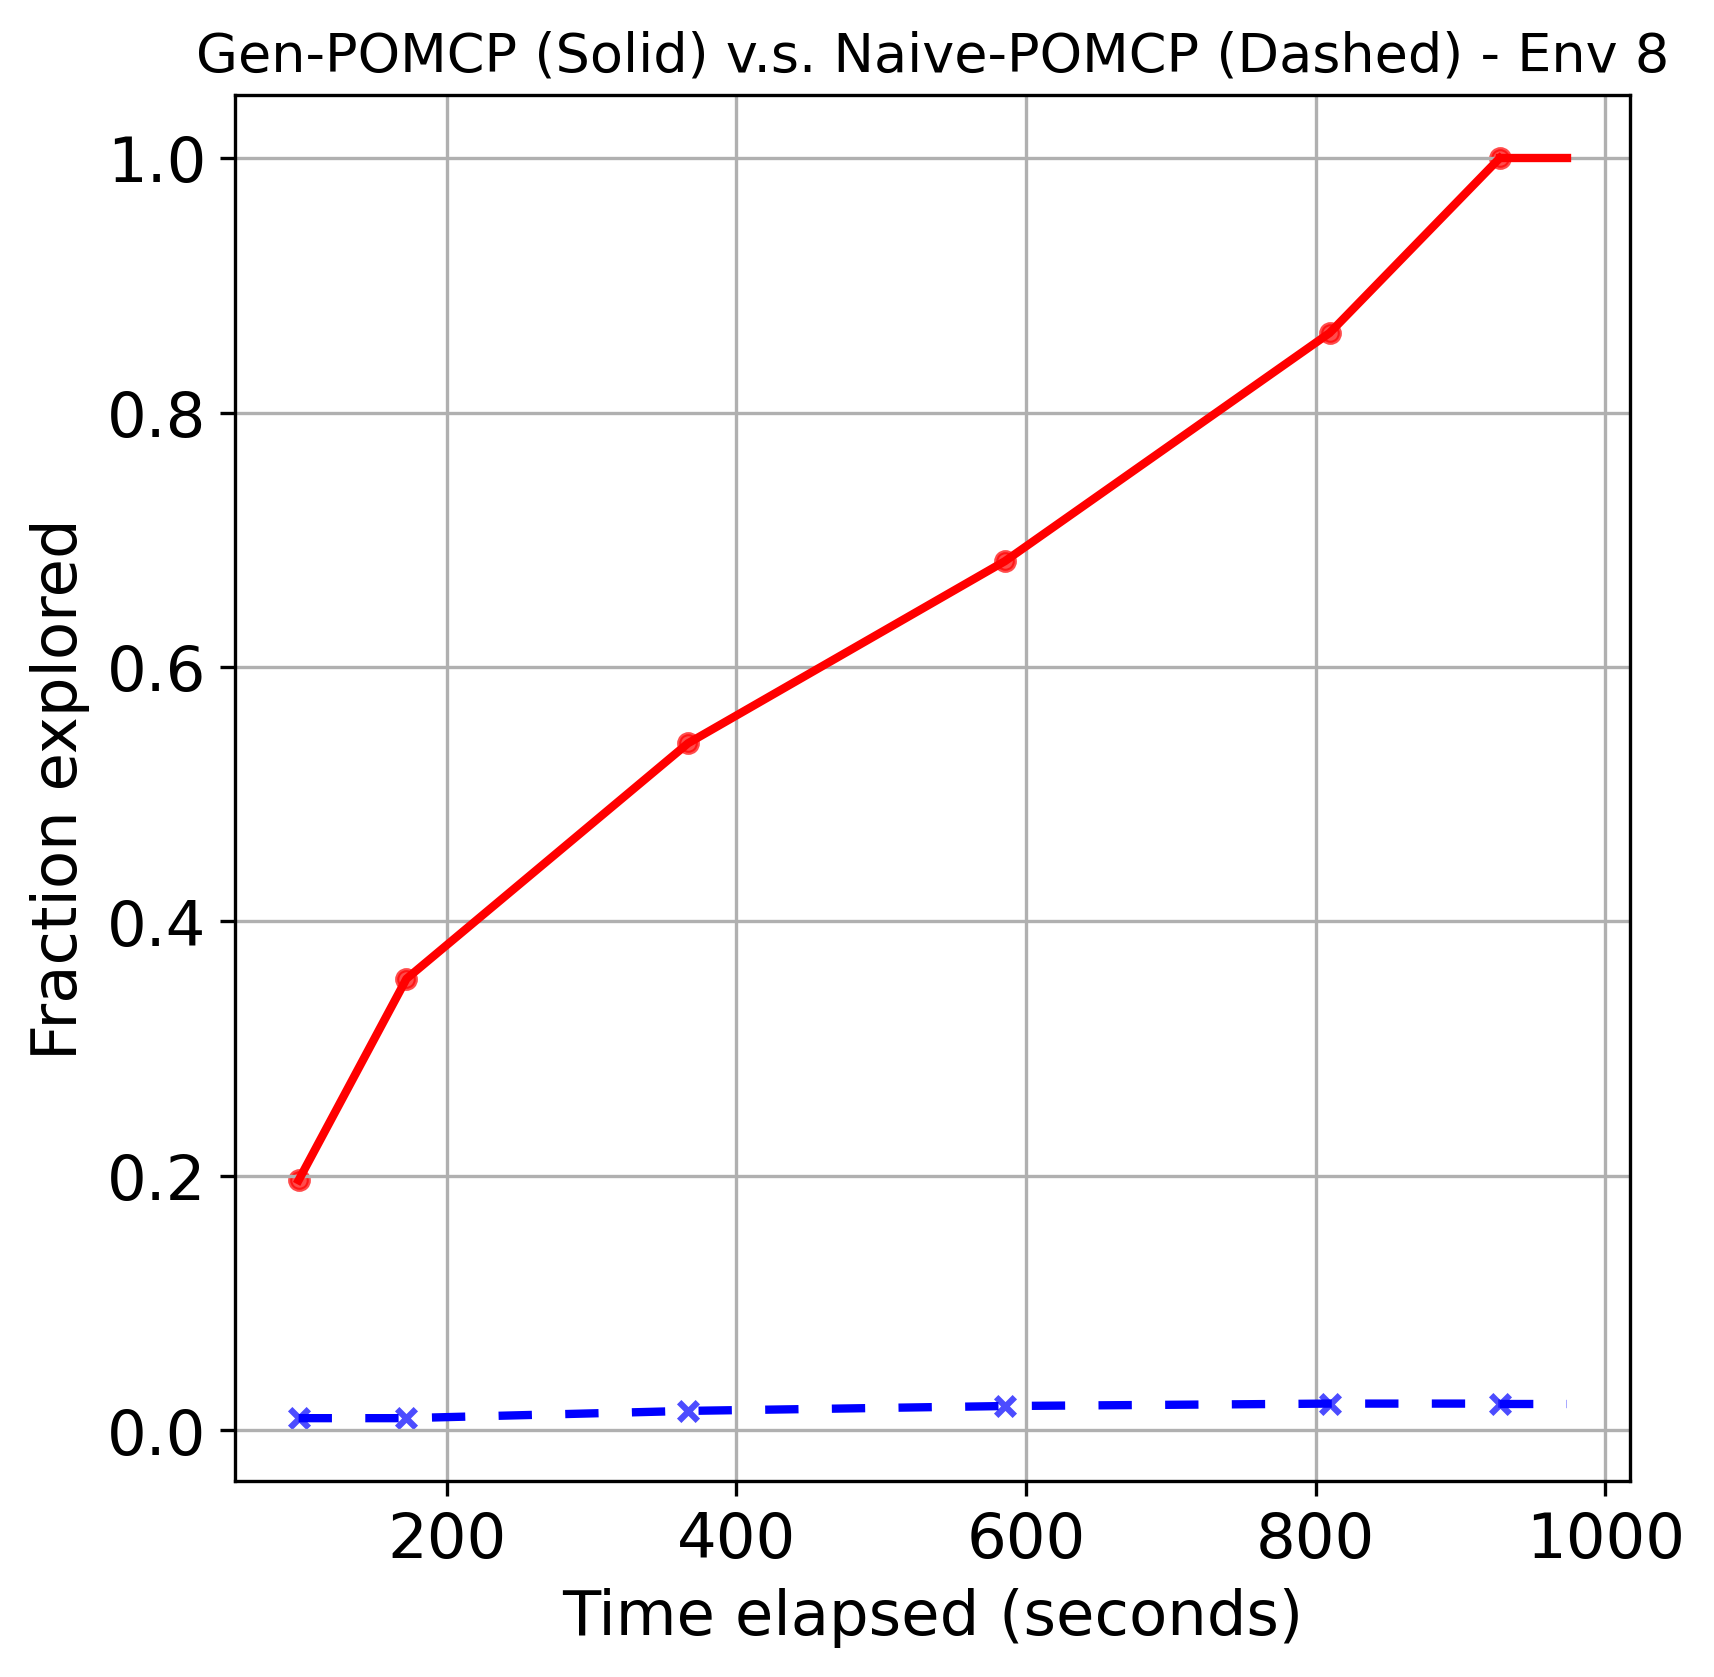 Gen-POMCP (Solid) v.s. Naive-POMCP (Dashed) - Env 8
Fraction explored
1.0
0.8
0.6
0.4
0.2
0.0
200 400 600 800 1000
Time elapsed (seconds)